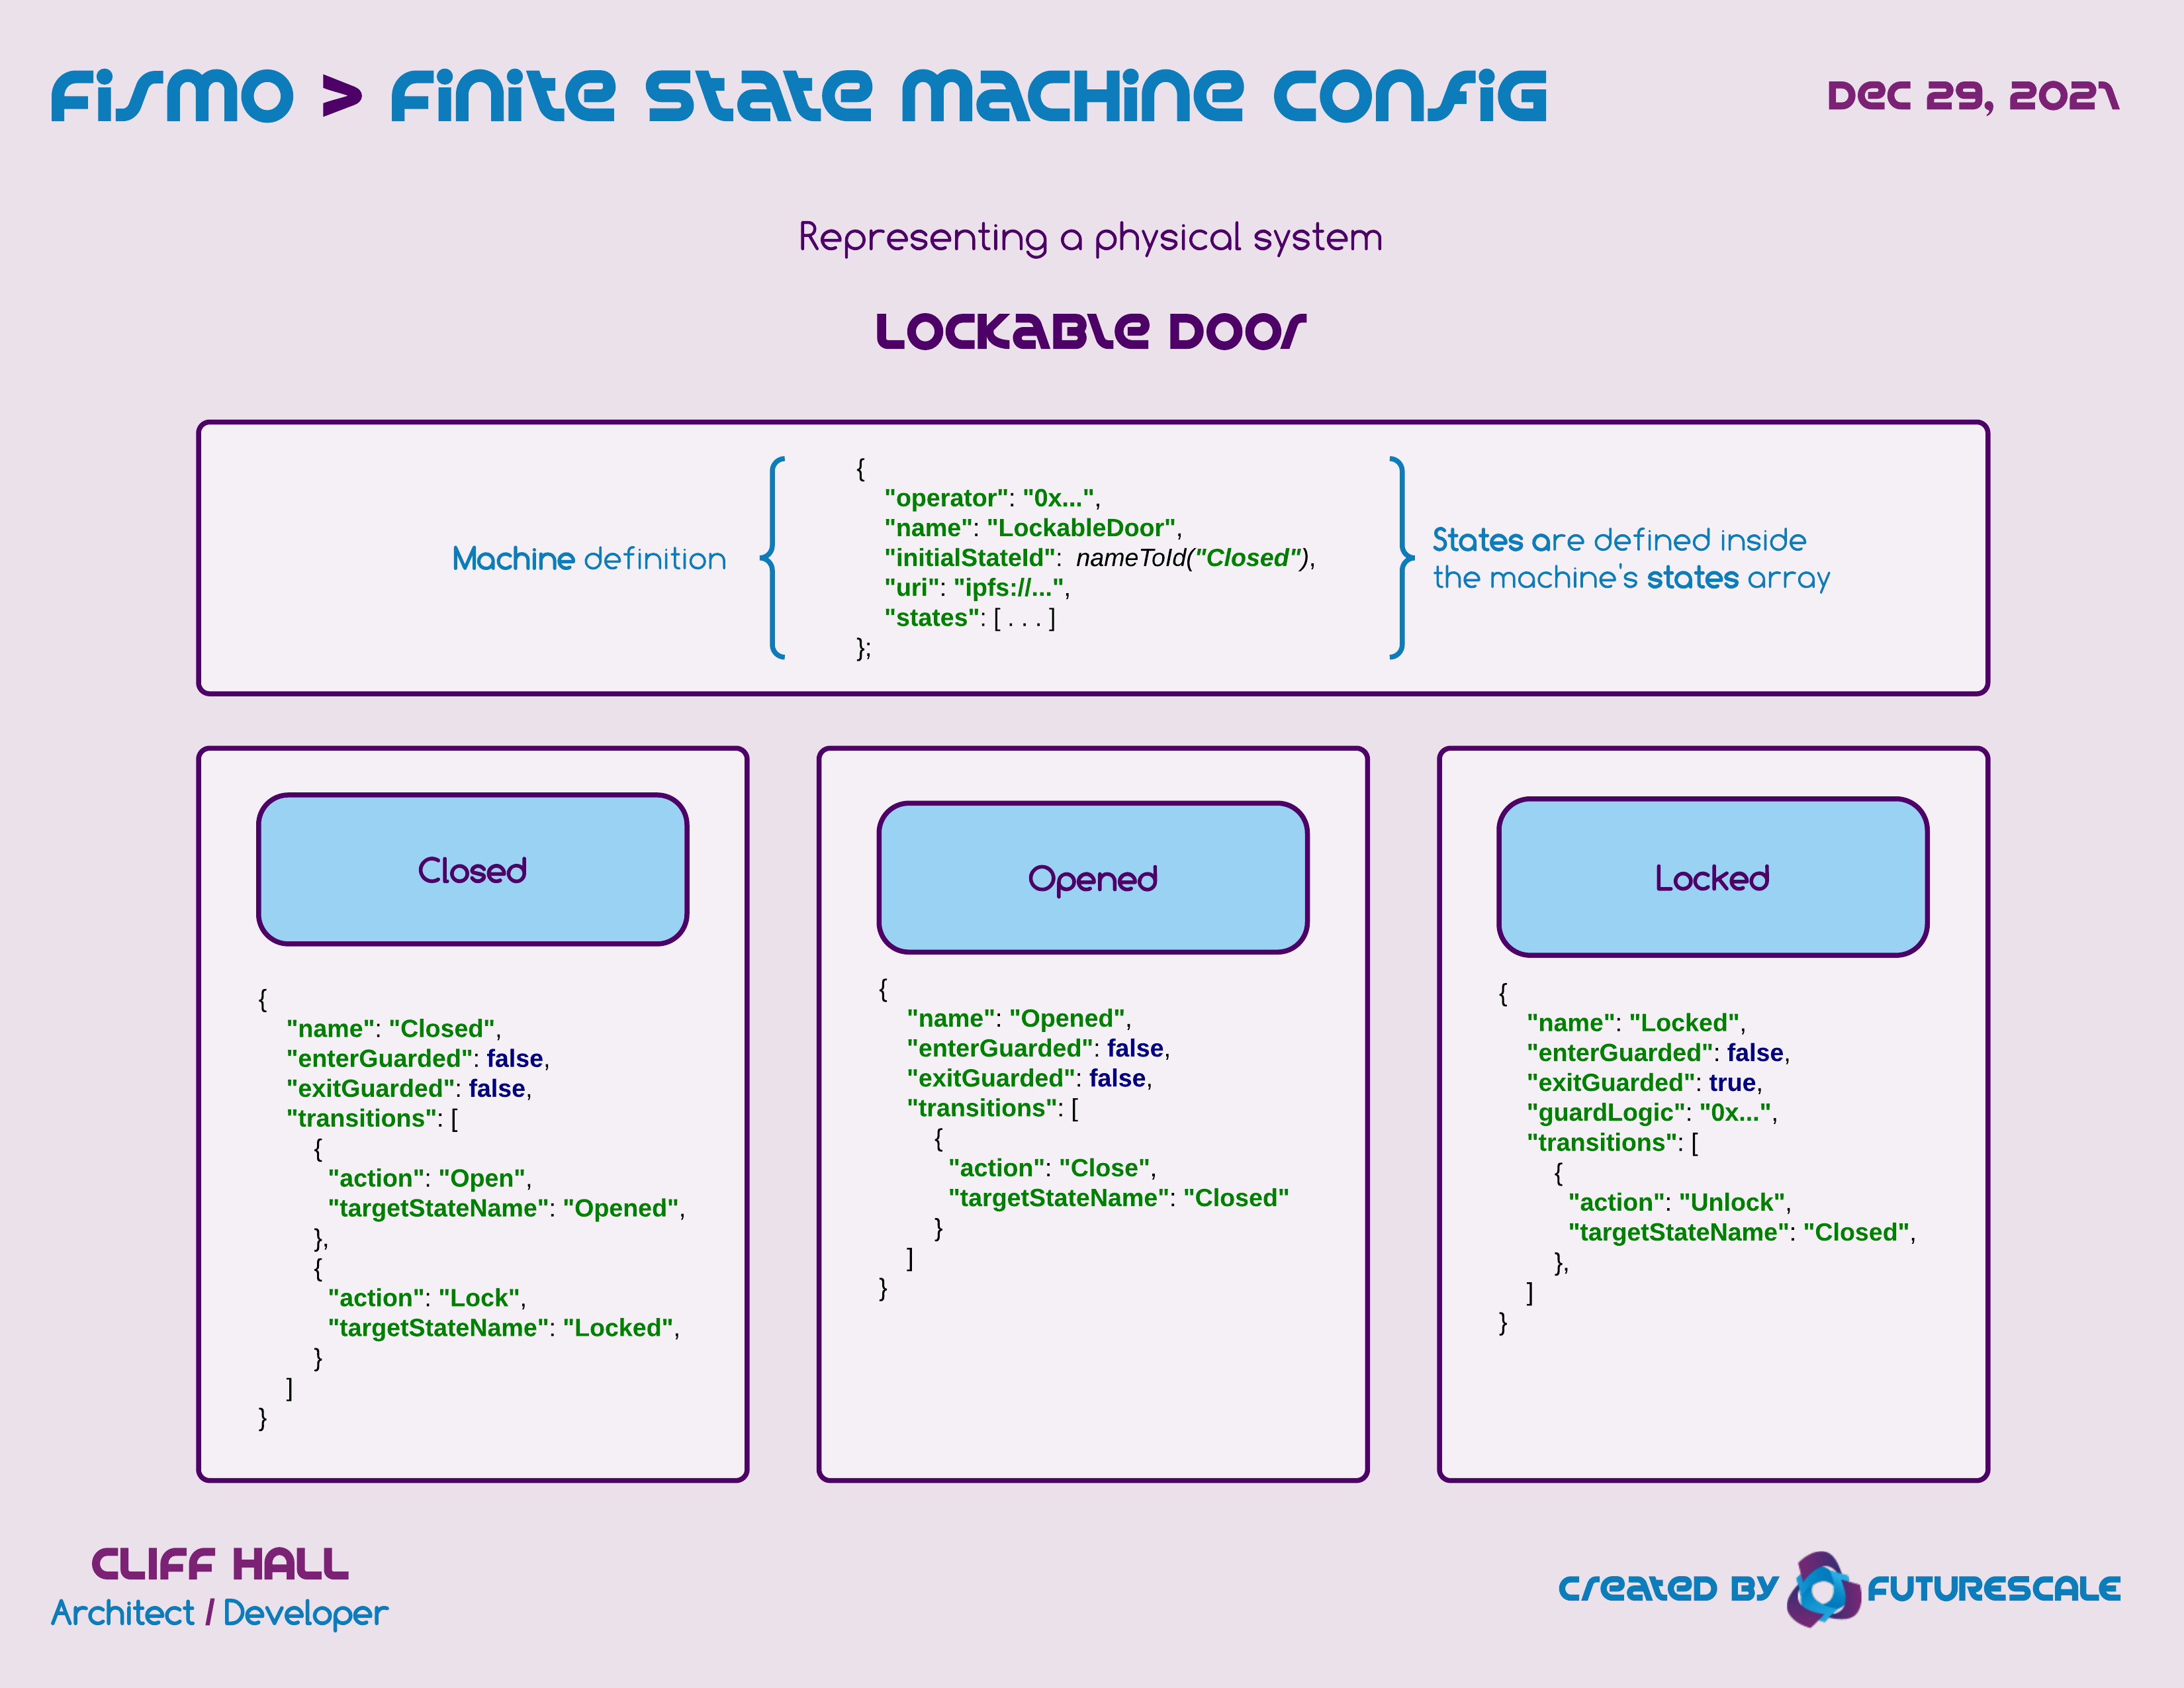 Fismo > Finite State Machine Config
Dec 29, 2021
Representing a physical system
Lockable Door
Machine definition
{
"operator": "0x...",
"name": "LockableDoor",
"initialStateId":  nameToId("Closed"),
"uri": "ipfs://...",
"states": [ . . . ]
};
States are defined inside
the machine's states array
Closed
{
"name": "Closed",
"enterGuarded": false,
"exitGuarded": false,
"transitions": [
{
"action": "Open",
"targetStateName": "Opened",
},
{
"action": "Lock",
"targetStateName": "Locked",
}
]
}
Opened
{
"name": "Opened",
"enterGuarded": false,
"exitGuarded": false,
"transitions": [
{
"action": "Close",
"targetStateName": "Closed"
}
]
}
Locked
{
"name": "Locked",
"enterGuarded": false,
"exitGuarded": true,
"guardLogic": "0x...",
"transitions": [
{
"action": "Unlock",
"targetStateName": "Closed",
},
]
}
CLIFF HALL
Architect / Developer
Created By FUTURESCALE